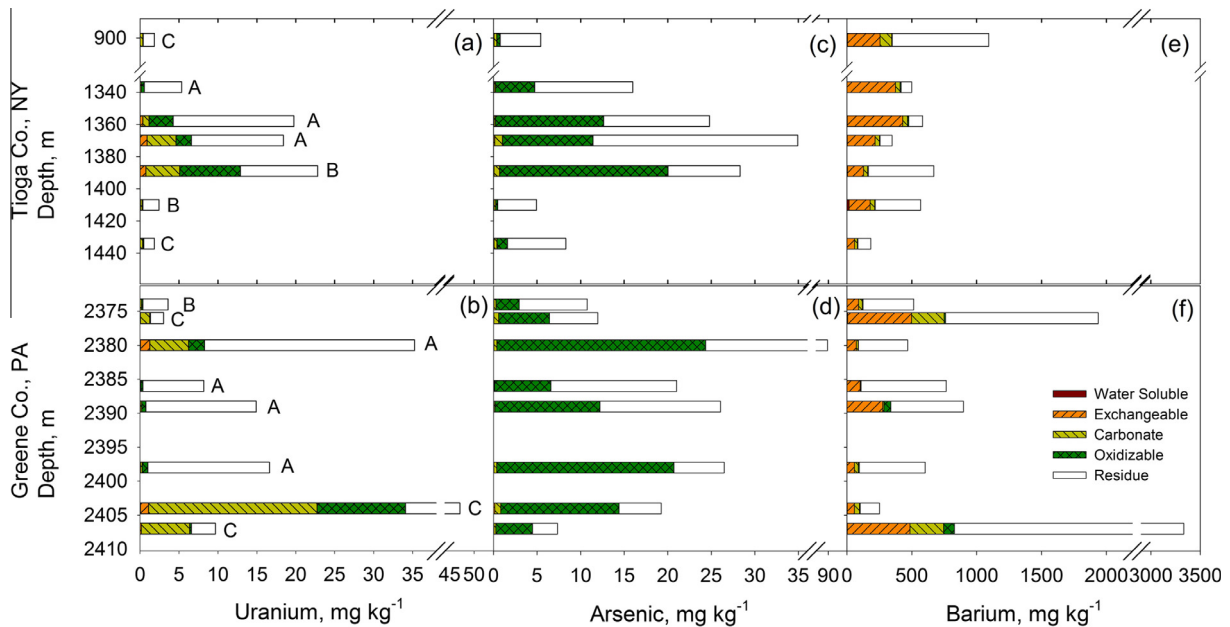 Tioga Co., NY
Depth, m
900
1340
1360
1380
1400
1420
1440
C
A
A
A
B
B
C
(a)
(c)
(e)
Greene Co., PA
Depth, m
2375
2380
2385
2390
2395
2400
2405
2410
B
C
A
A
A
A
C
C
(b)
(d)
(f)
Water Soluble
Exchangeable
Carbonate
Oxidizable
Residue
0 5 10 15 20 25 30 35 45 50 5 10 15 20 25 30 35 90 0 500 1000 1500 2000 3000 3500
Uranium, mg kg-1
Arsenic, mg kg-1
Barium, mg kg-1